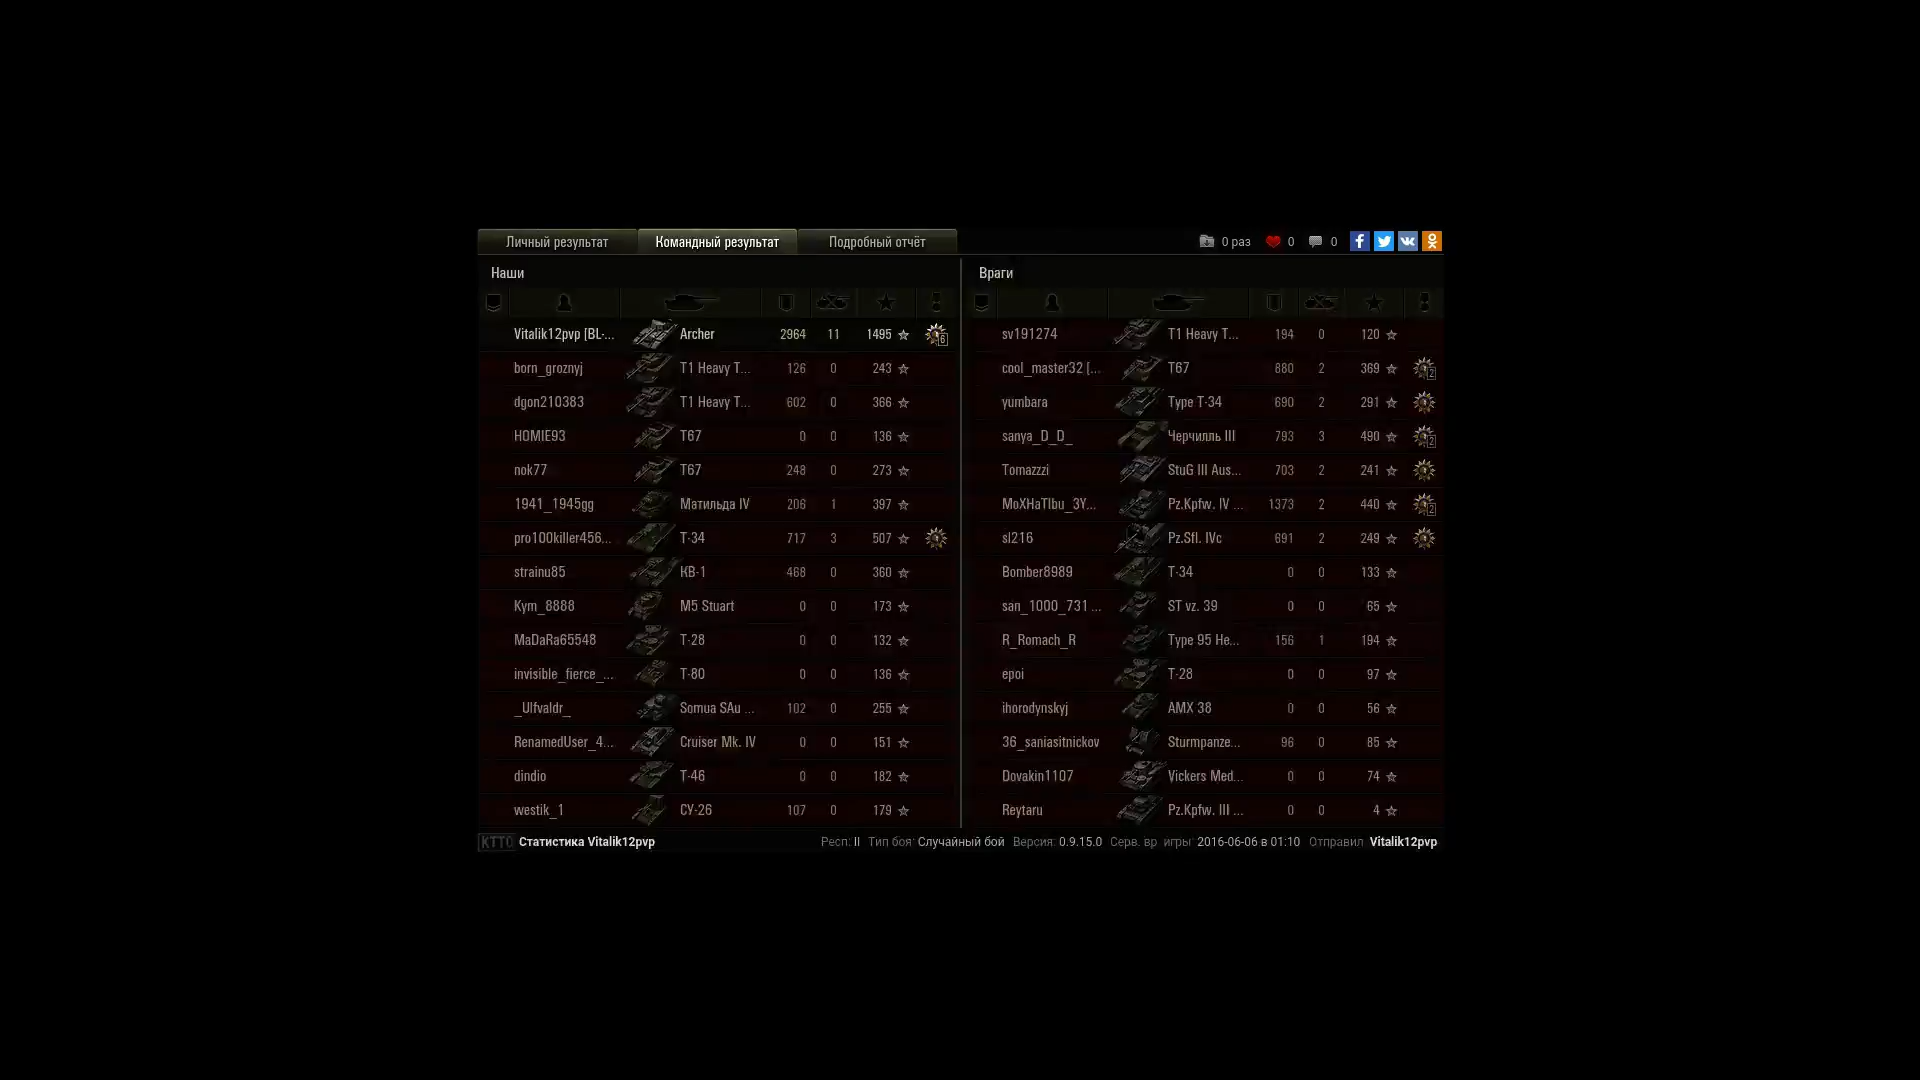 Личный результат Командный результат Подробный отчёт 0 раз 0 0
Наши Враги
Vitalik12pvp [BL-... Archer 2964 11 1495 6 sv191274 T1 Heavy T... 194 0 120
born_groznyj T1 Heavy T... 126 0 243 cool_master32 [... T67 880 2 369 2
dgon210383 T1 Heavy T... 602 0 366 yumbara Type T-34 690 2 291
HOMIE93 T67 0 0 136 sanya_D_D_ Черчилль III 793 3 490 2
nok77 T67 248 0 273 Tomazzzi StuG III Aus... 703 2 241
1941_1945gg Матильда IV 206 1 397 MoXHaTIbu_3Y... Pz.Kpfw. IV ... 1373 2 440 2
pro100killer456... Т-34 717 3 507 sl216 Pz.Sfl. IVc 691 2 249
strainu85 КВ-1 468 0 360 Bomber8989 Т-34 0 0 133
Kym_8888 M5 Stuart 0 0 173 san_1000_731 ... ST vz. 39 0 0 65
MaDaRa65548 Т-28 0 0 132 R_Romach_R Type 95 He... 156 1 194
invisible_fierce_... Т-80 0 0 136 epoi Т-28 0 0 97
_Ulfvaldr_ Somua SAu ... 102 0 255 ihorodynskyj AMX 38 0 0 56
RenamedUser_4... Cruiser Mk. IV 0 0 151 36_saniasitnickov Sturmpanze... 96 0 85
dindio Т-46 0 0 182 Dovakin1107 Vickers Med... 0 0 74
westik_1 СУ-26 107 0 179 Reytaru Pz.Kpfw. III ... 0 0 4
КТТС Статистика Vitalik12pvp Респ: II Тип боя: Случайный бой Версия: 0.9.15.0 Серв. вр. игры: 2016-06-06 в 01:10 Отправил: Vitalik12pvp